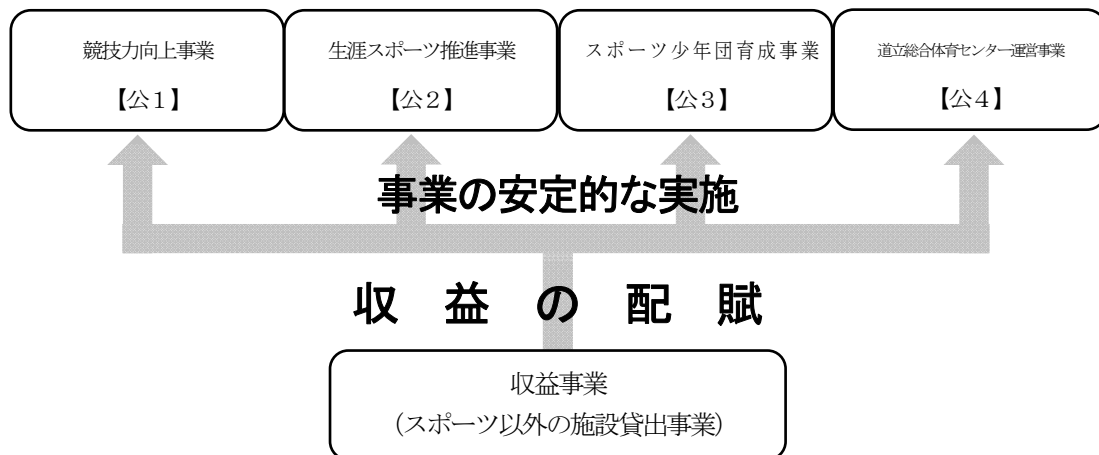 競技力向上事業
【公１】
生涯スポーツ推進事業
【公２】
スポーツ少年団育成事業
【公３】
道立総合体育センター運営事業
【公４】
事業の安定的な実施
収　益　の　配　賦
収益事業
(スポーツ以外の施設貸出事業)